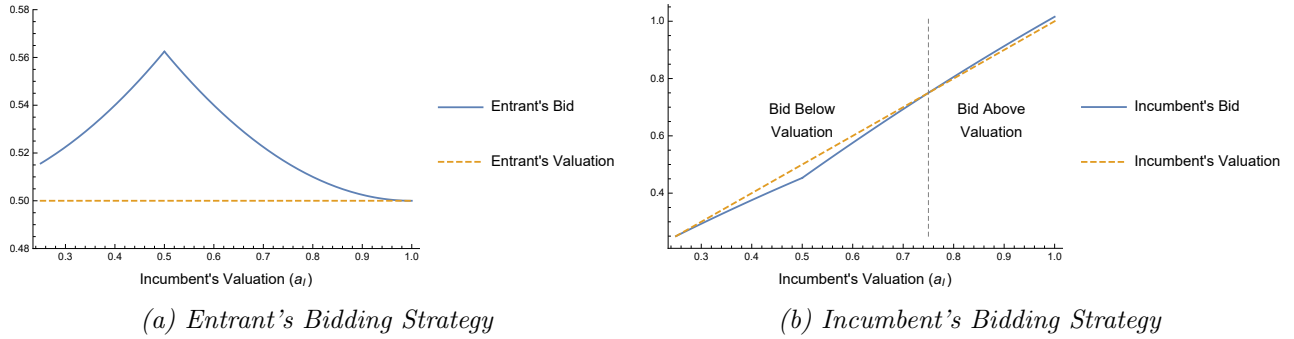 0.58
0.56
0.54
0.52
0.50
0.48
0.3 0.4 0.5 0.6 0.7 0.8 0.9 1.0
Incumbent's Valuation (aI)
Entrant's Bid
Entrant's Valuation
(a) Entrant's Bidding Strategy
1.0
0.8
0.6
0.4
0.3 0.4 0.5 0.6 0.7 0.8 0.9 1.0
Bid Below
Valuation
Bid Above
Valuation
Incumbent's Valuation (aI)
Incumbent's Bid
Incumbent's Valuation
(b) Incumbent's Bidding Strategy